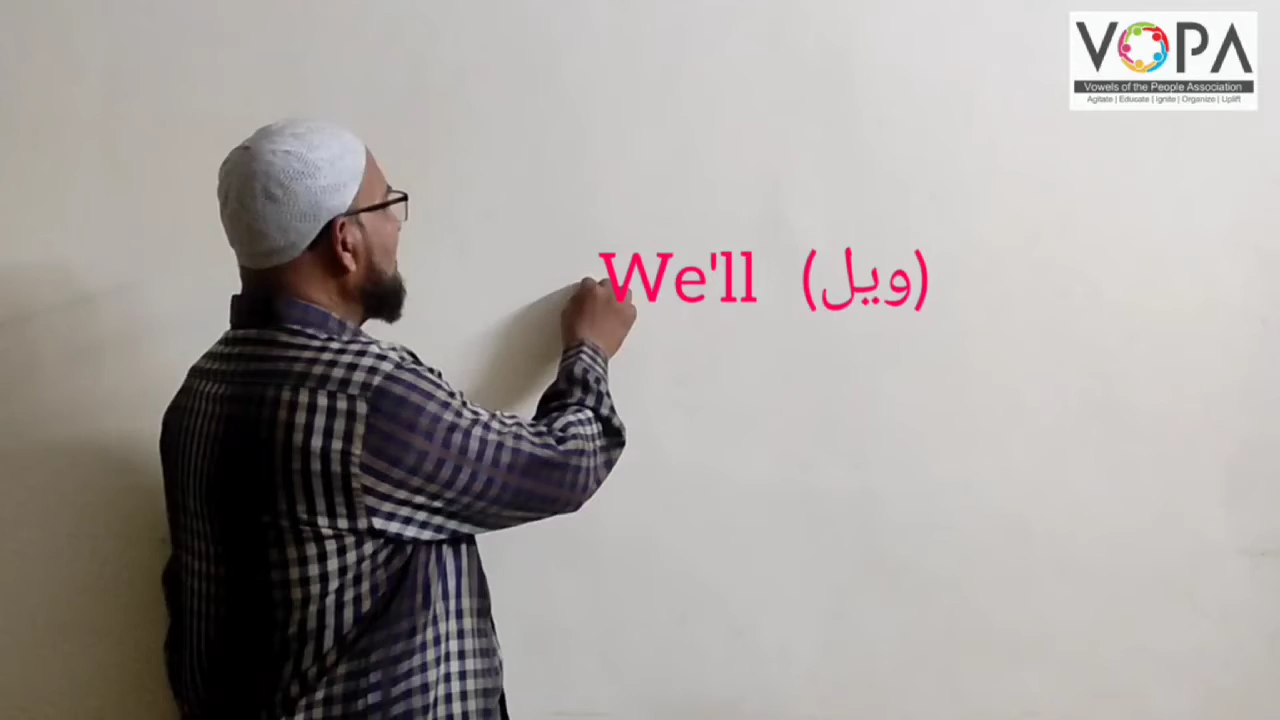 VOPA
Vowels of the People Association
Agitate | Educate | Ignite | Organize | Uplift
We'll (ویل)